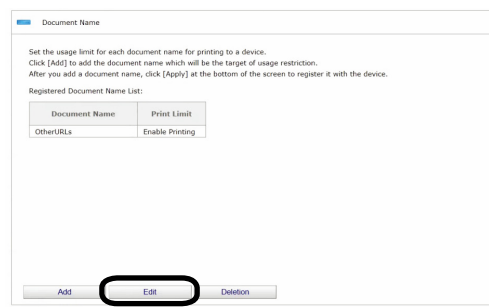 Document Name
Set the usage limit for each document name for printing to a device.
Click [Add] to add the document name which will be the target of usage restriction.
After you add a document name, click [Apply] at the bottom of the screen to register it with the device.
Registered Document Name List:
Document Name Print Limit
OtherURLs Enable Printing
Add Edit Deletion